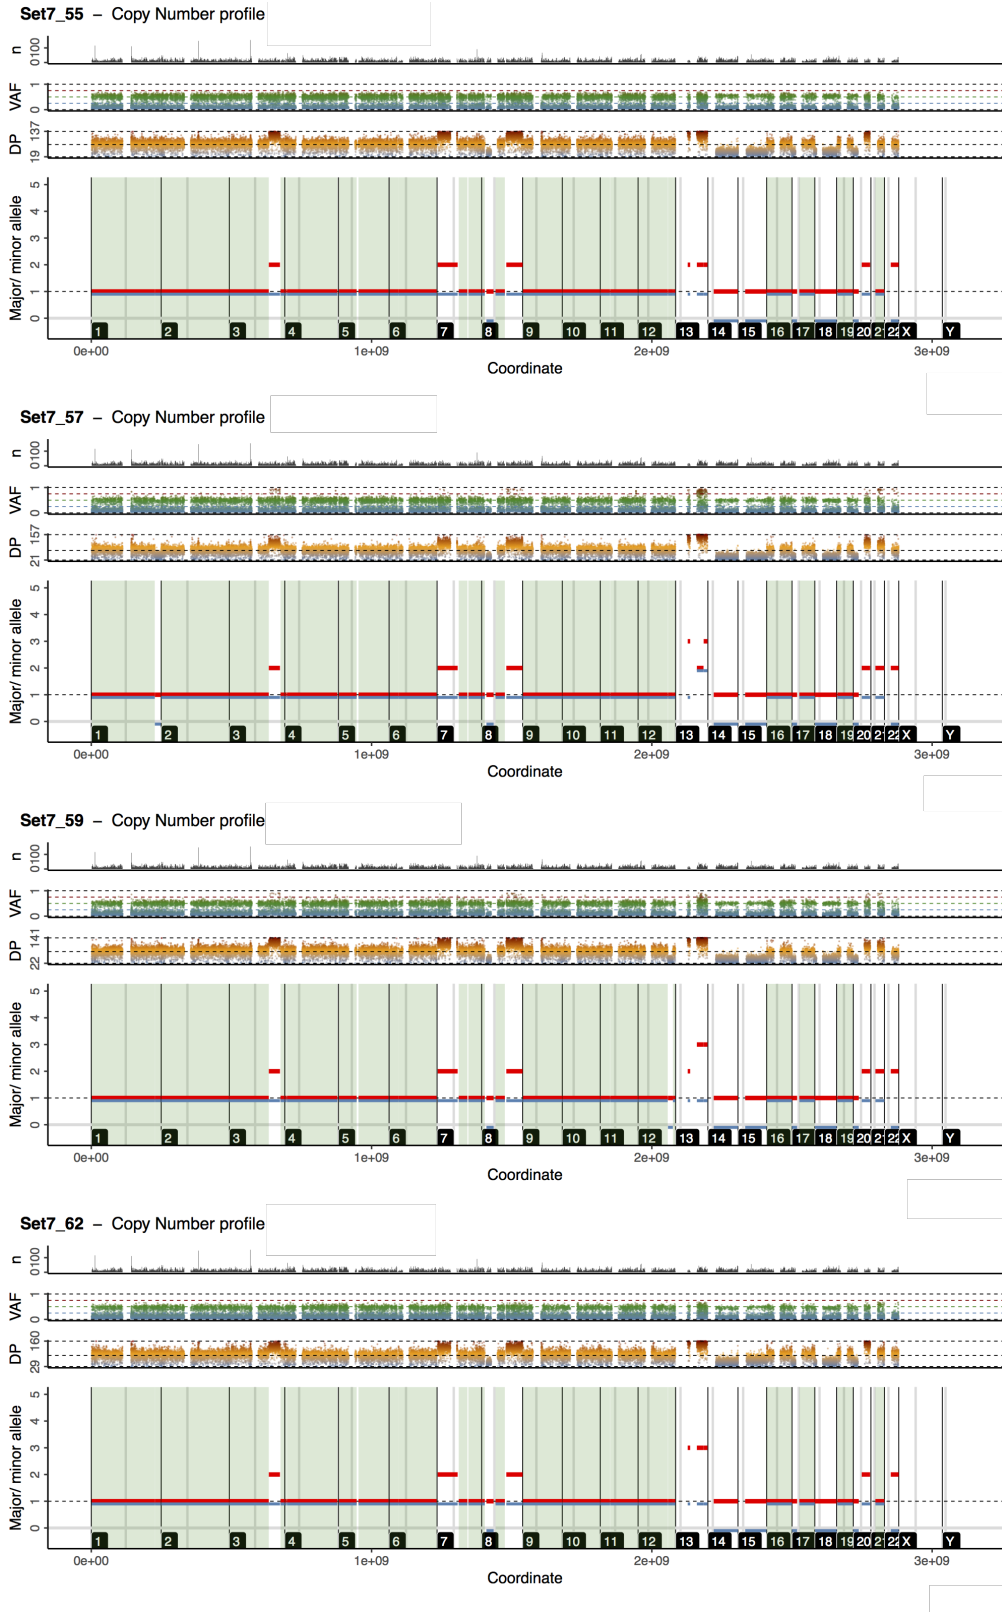 Set7_55 – Copy Number profile
n
0 100
VAF
0 1
DP
19 137
Major/ minor allele
5
4
3
2
1
0
1 2 3 4 5 6 7 8 9 10 11 12 13 14 15 16 17 18 19 20 21 22 X Y
0e+00 1e+09 2e+09 3e+09
Coordinate
Set7_57 – Copy Number profile
n
0 100
VAF
0 1
DP
21 157
Major/ minor allele
5
4
3
2
1
0
1 2 3 4 5 6 7 8 9 10 11 12 13 14 15 16 17 18 19 20 21 22 X Y
0e+00 1e+09 2e+09 3e+09
Coordinate
Set7_59 – Copy Number profile
n
0 100
VAF
0 1
DP
22 141
Major/ minor allele
5
4
3
2
1
0
1 2 3 4 5 6 7 8 9 10 11 12 13 14 15 16 17 18 19 20 21 22 X Y
0e+00 1e+09 2e+09 3e+09
Coordinate
Set7_62 – Copy Number profile
n
0 100
VAF
0 1
DP
29 160
Major/ minor allele
5
4
3
2
1
0
1 2 3 4 5 6 7 8 9 10 11 12 13 14 15 16 17 18 19 20 21 22 X Y
0e+00 1e+09 2e+09 3e+09
Coordinate